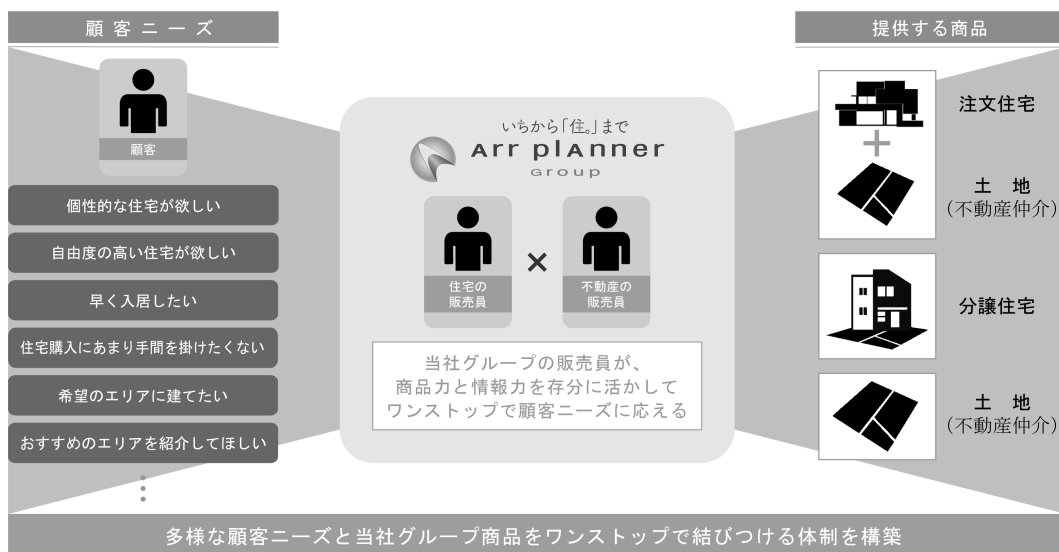 顧客ニーズ
顧客
個性的な住宅が欲しい
自由度の高い住宅が欲しい
早く入居したい
住宅購入にあまり手間を掛けたくない
希望のエリアに建てたい
おすすめのエリアを紹介してほしい
いちから「住。」まで
Arr plAnner
Group
住宅の
販売員
×
不動産の
販売員
当社グループの販売員が、
商品力と情報力を存分に活かして
ワンストップで顧客ニーズに応える
提供する商品
注文住宅
+
土 地
(不動産仲介)
分譲住宅
土 地
(不動産仲介)
多様な顧客ニーズと当社グループ商品をワンストップで結びつける体制を構築